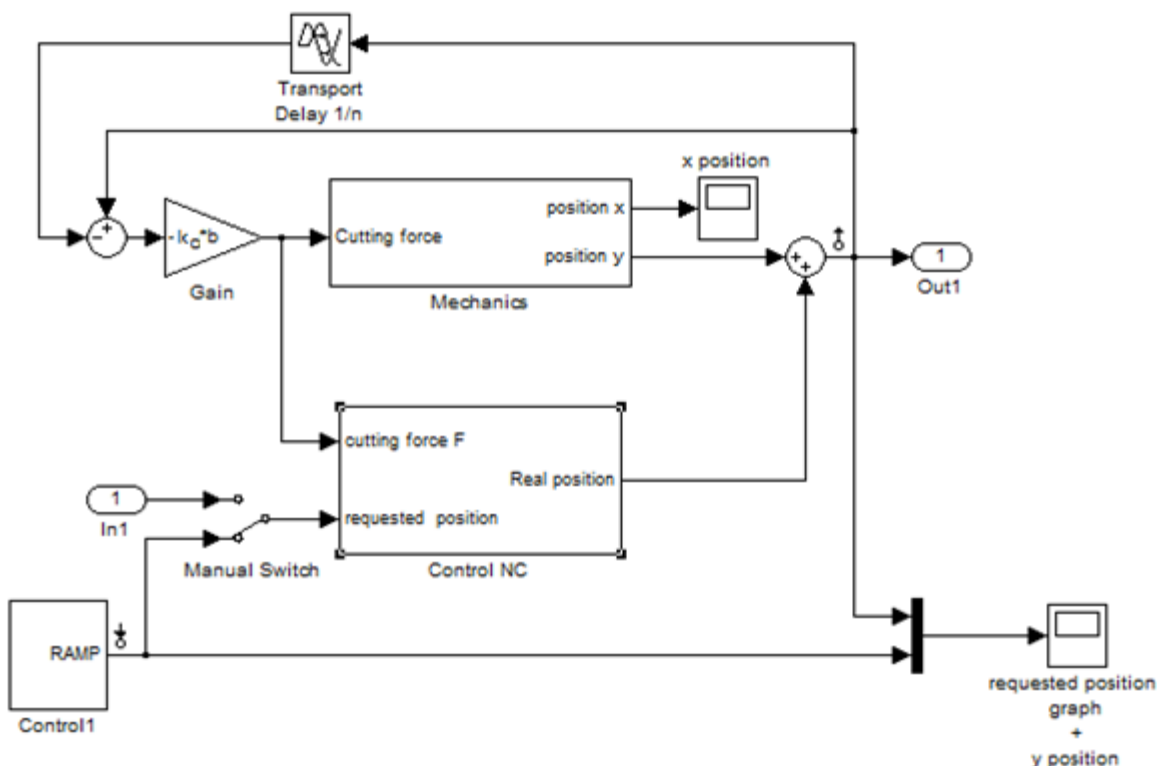 Transport
Delay 1/n
x position
position x
+
-
-kc*b
Cutting force
+
+
1
position y
Out1
Gain
Mechanics
cutting force F
Real position
1
In1
requested position
Manual Switch
Control NC
RAMP
Control1
requested position
graph
+
y position